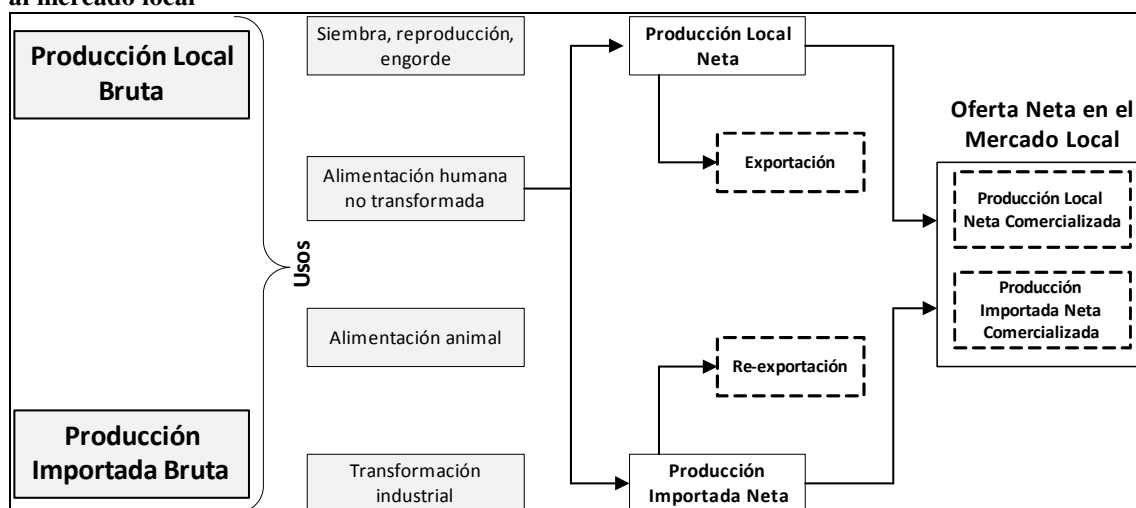 al mercado local
Producción Local
Bruta
Siembra, reproducción,
engorde
Producción Local
Neta
Oferta Neta en el
Mercado Local
Exportación
Alimentación humana
no transformada
Producción Local
Neta Comercializada
Usos
Producción
Importada Neta
Comercializada
Alimentación animal
Re-exportación
Producción
Importada Bruta
Transformación
industrial
Producción
Importada Neta